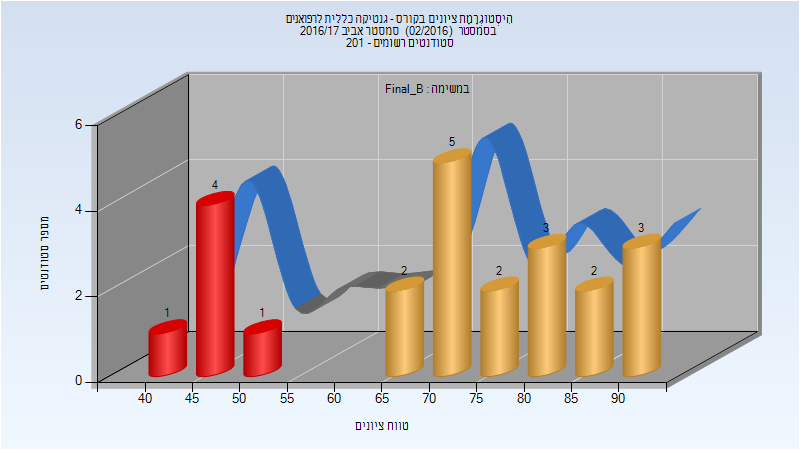 היסטוגרמת ציונים בקורס - גנטיקה כללית לרפואנים
בסמסטר (02/2016) סמסטר אביב 2016/17
סטודנטים רשומים - 201
במשימה : Final_B
מספר סטודנטים
6
4
2
0
1
4
1
2
5
2
3
2
3
40 45 50 55 60 65 70 75 80 85 90
טווח ציונים